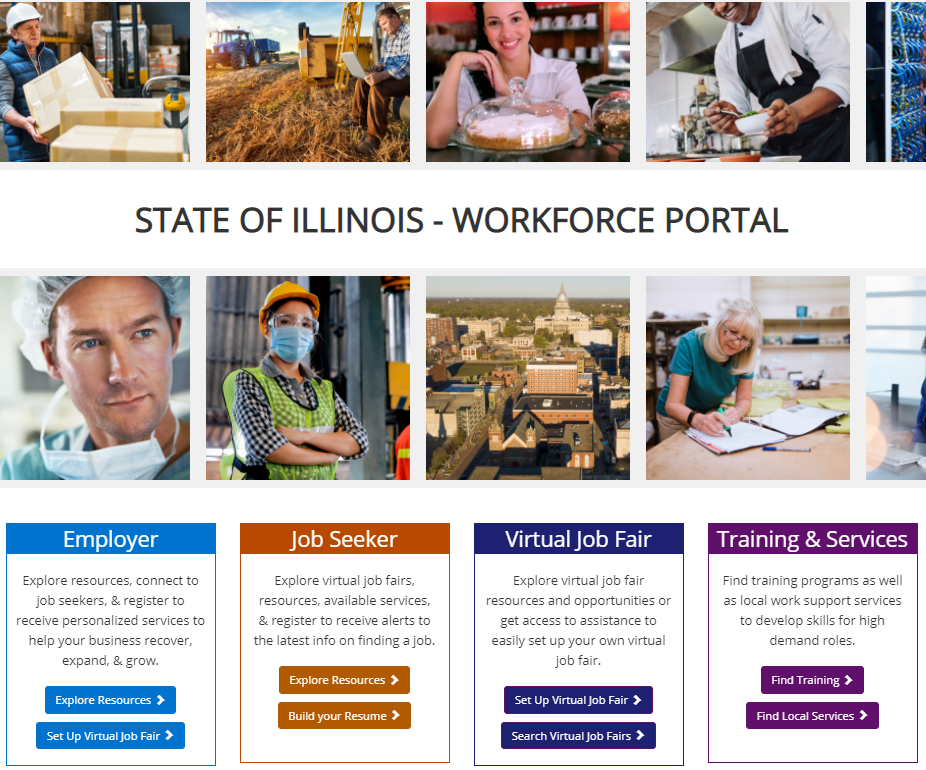 STATE OF ILLINOIS - WORKFORCE PORTAL
Employer
Explore resources, connect to
job seekers, & register to
receive personalized services to
help your business recover,
expand, & grow.
Explore Resources
Set Up Virtual Job Fair
Job Seeker
Explore virtual job fairs,
resources, available services,
& register to receive alerts to
the latest info on finding a job.
Explore Resources
Build your Resume
Virtual Job Fair
Explore virtual job fair
resources and opportunities or
get access to assistance to
easily set up your own virtual
job fair.
Set Up Virtual Job Fair
Search Virtual Job Fairs
Training & Services
Find training programs as well
as local work support services
to develop skills for high
demand roles.
Find Training
Find Local Services